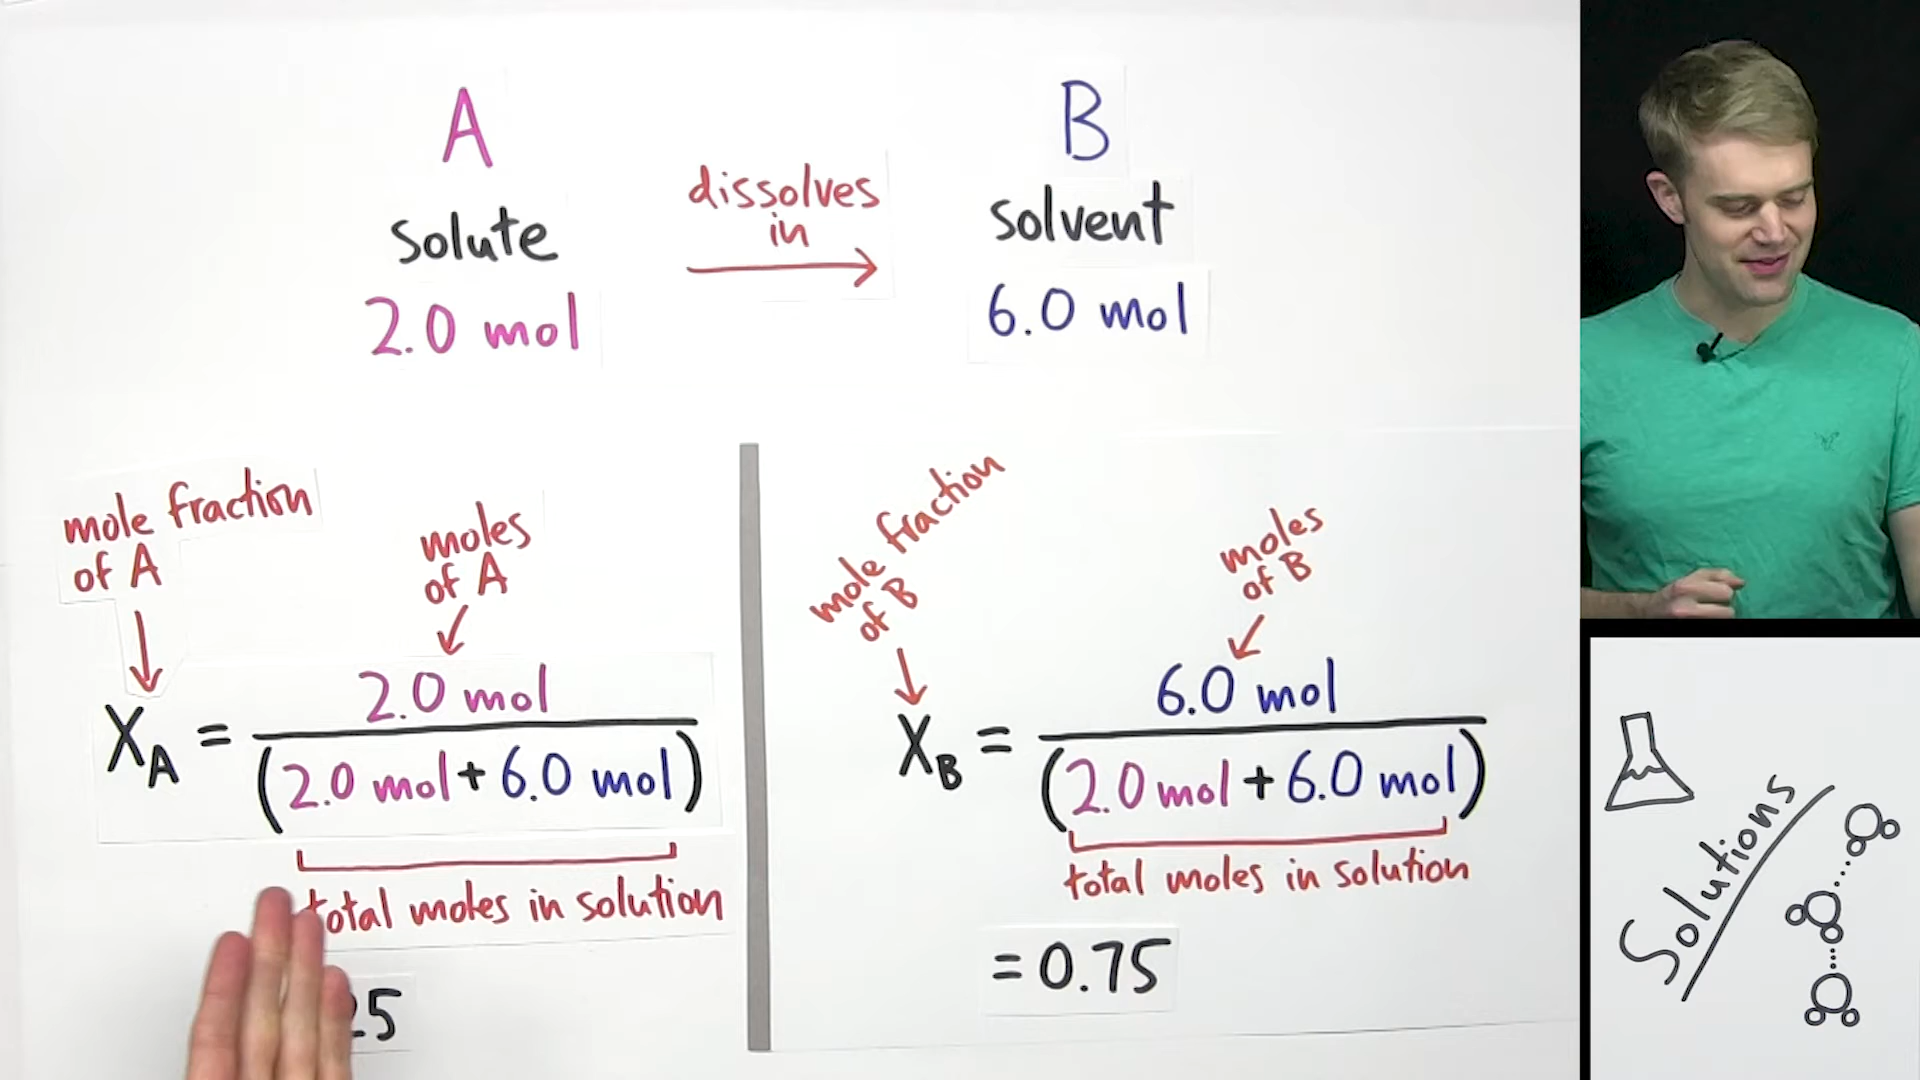 A
solute
2.0 mol
dissolves
in
B
solvent
6.0 mol
mole fraction
of A
moles
of A
X_A = 2.0 mol
(2.0 mol + 6.0 mol)
total moles in solution
25
mole fraction
of B
moles
of B
X_B = 6.0 mol
(2.0 mol + 6.0 mol)
total moles in solution
= 0.75
Solutions